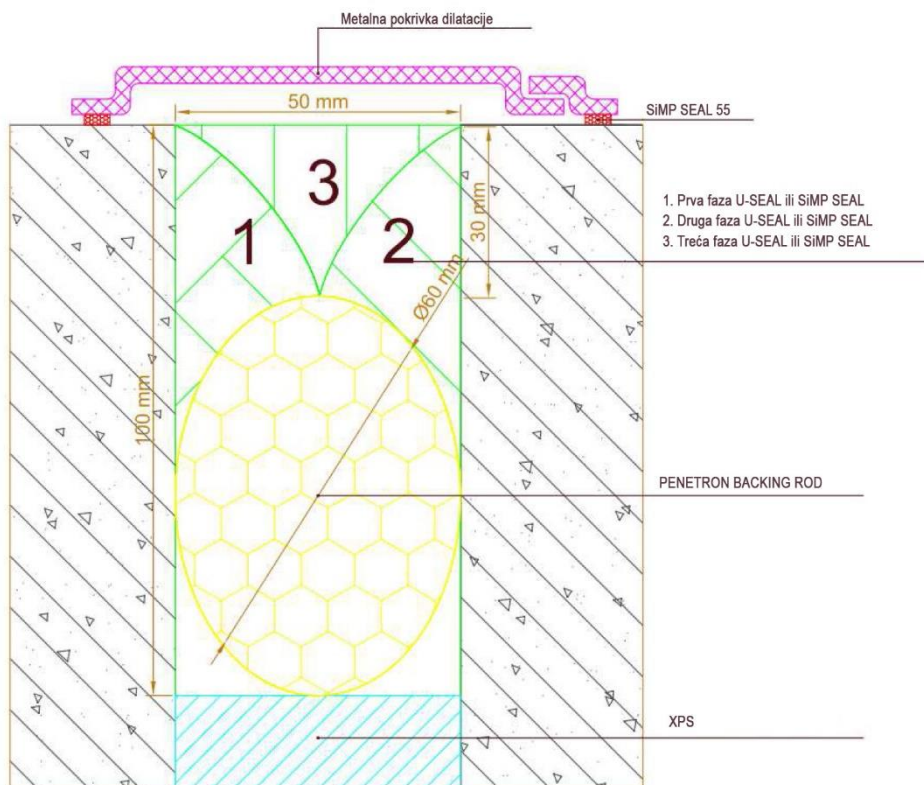 Metalna pokrivka dilatacije
50 mm
SiMP SEAL 55
3
1
2
30 mm
1. Prva faza U-SEAL ili SiMP SEAL
2. Druga faza U-SEAL ili SiMP SEAL
3. Treća faza U-SEAL ili SiMP SEAL
Ø60 mm
100 mm
PENETRON BACKING ROD
XPS